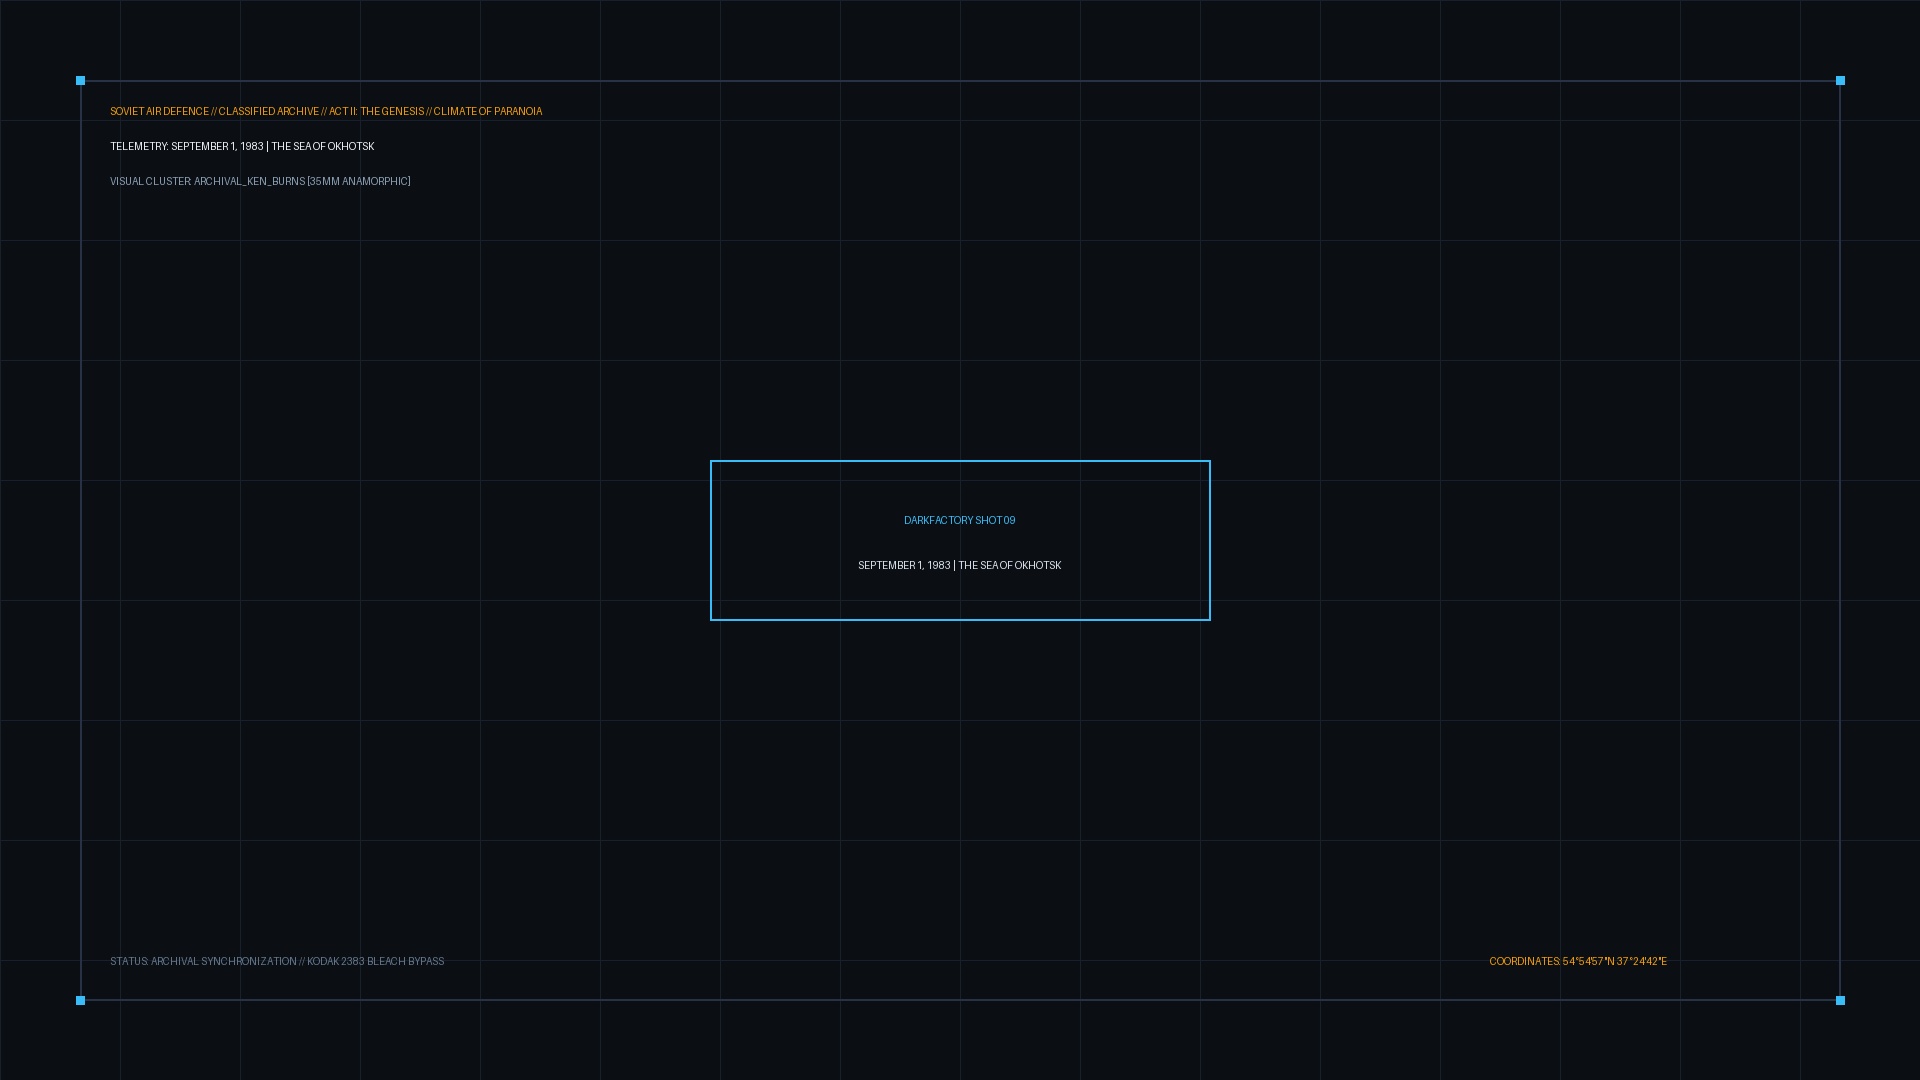 SOVIET AIR DEFENCE // CLASSIFIED ARCHIVE // ACT II: THE GENESIS // CLIMATE OF PARANOIA
TELEMETRY: SEPTEMBER 1, 1983 | THE SEA OF OKHOTSK
VISUAL CLUSTER: ARCHIVAL_KEN_BURNS [35MM ANAMORPHIC]
DARKFACTORY SHOT 09
SEPTEMBER 1, 1983 | THE SEA OF OKHOTSK
STATUS: ARCHIVAL SYNCHRONIZATION // KODAK 2383 BLEACH BYPASS
COORDINATES: 54°54'57"N 37°24'42"E